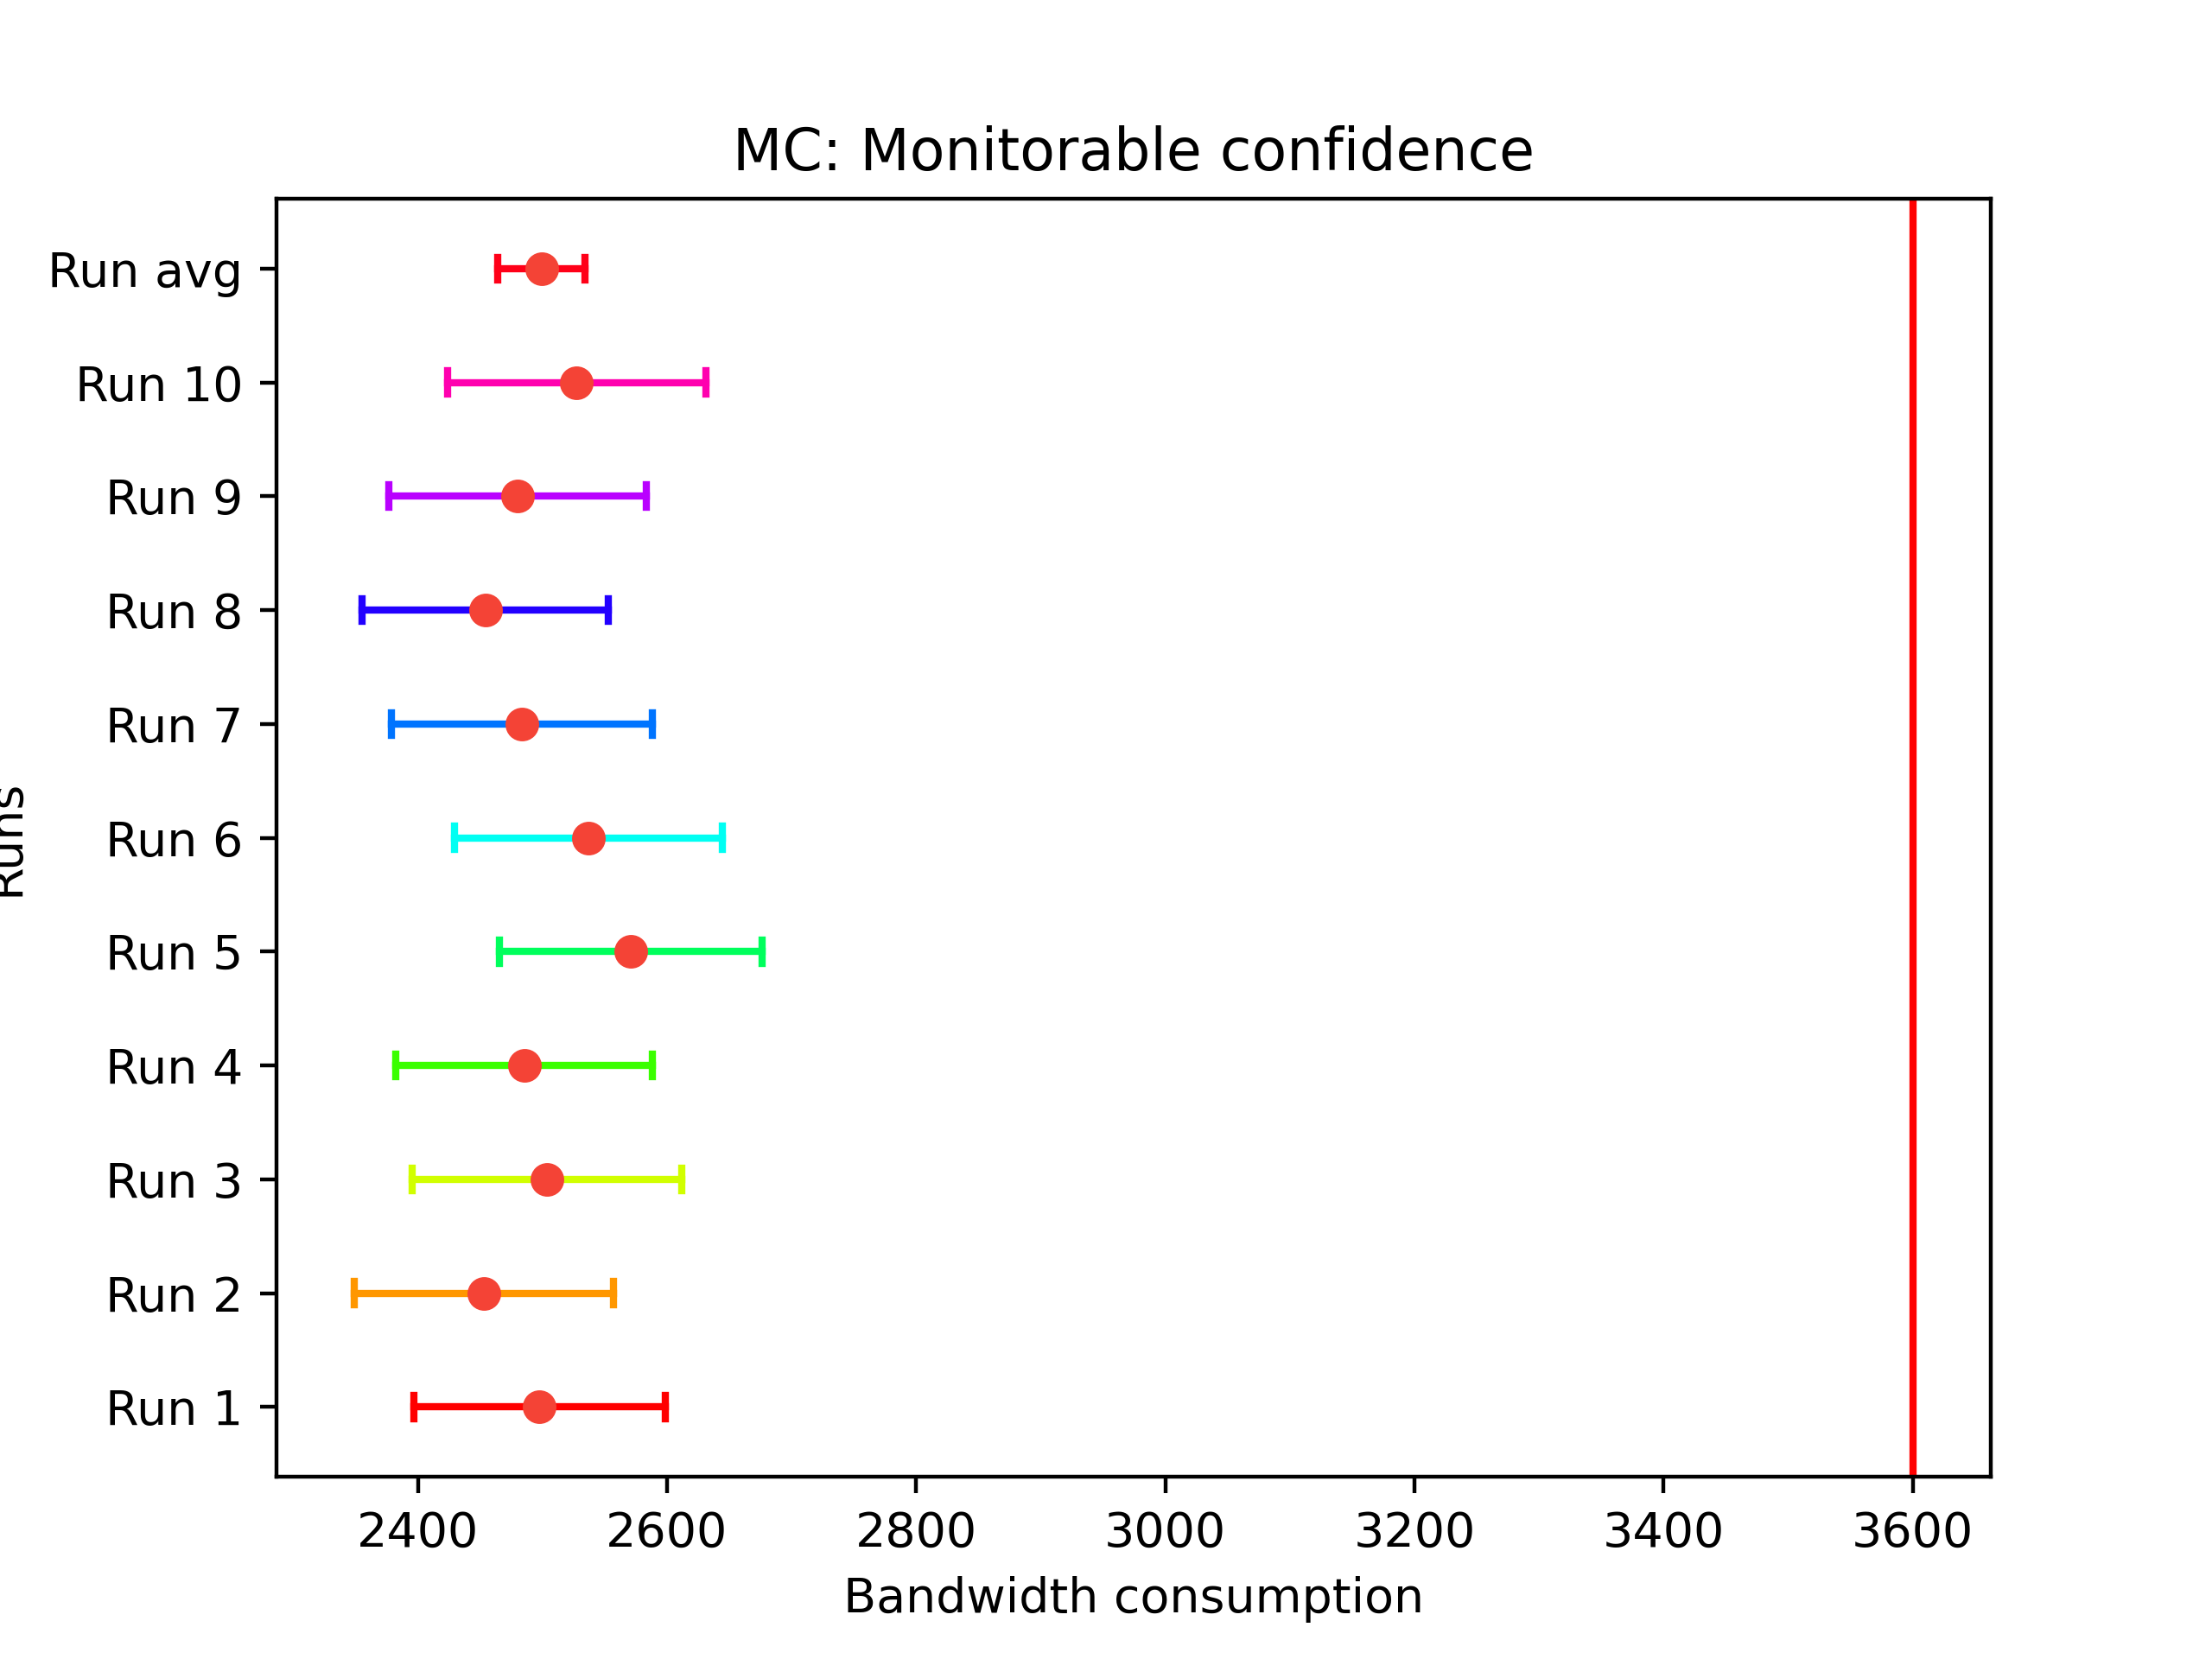 MC: Monitorable confidence
Run avg
Run 10
Run 9
Run 8
Run 7
Run 6
Run 5
Run 4
Run 3
Run 2
Run 1
Runs
2400 2600 2800 3000 3200 3400 3600
Bandwidth consumption